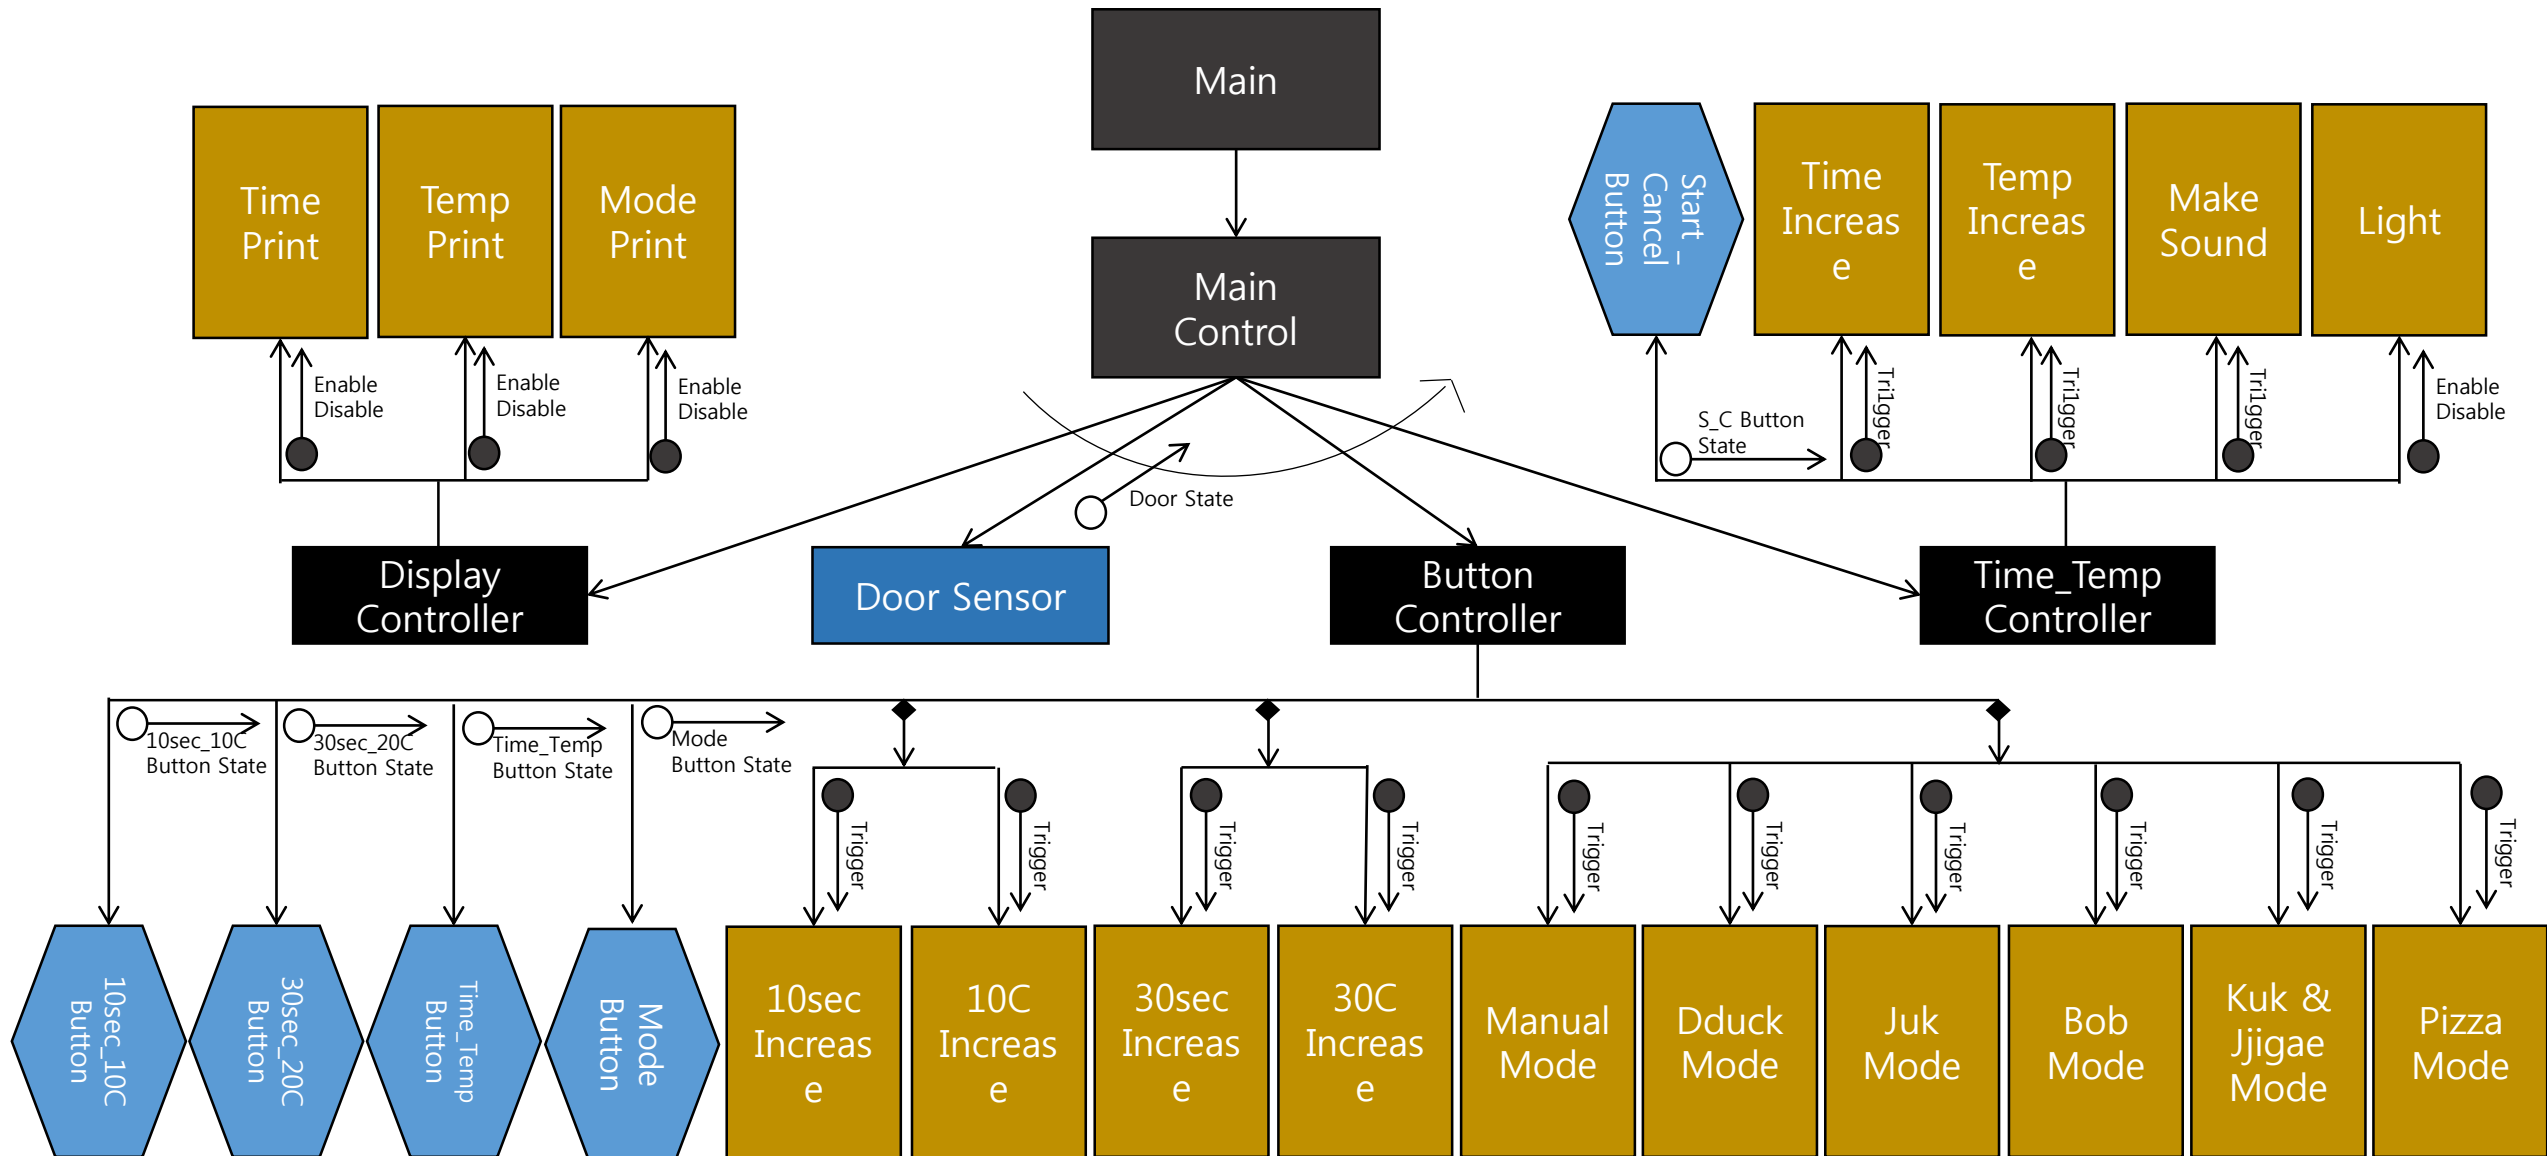 Main
Time
Print
Temp
Print
Mode
Print
Start_
Cancel_
Button
Time
Increas
e
Temp
Increas
e
Make
Sound
Light
Main
Control
Enable
Disable
Enable
Disable
Enable
Disable
S_C Button
State
Tri1gger
Tri1gger
Tri1gger
Enable
Disable
Door State
Display
Controller
Door Sensor
Button
Controller
Time_Temp
Controller
10sec_10C
Button State
30sec_20C
Button State
Time_Temp
Button State
Mode
Button State
Trigger
Trigger
Trigger
Trigger
Trigger
Trigger
Trigger
Trigger
Trigger
Trigger
10sec_10C
Button
30sec_20C
Button
Time_Temp
Button
Mode
Button
10sec
Increas
e
10C
Increas
e
30sec
Increas
e
30C
Increas
e
Manual
Mode
Dduck
Mode
Juk
Mode
Bob
Mode
Kuk &
Jjigae
Mode
Pizza
Mode